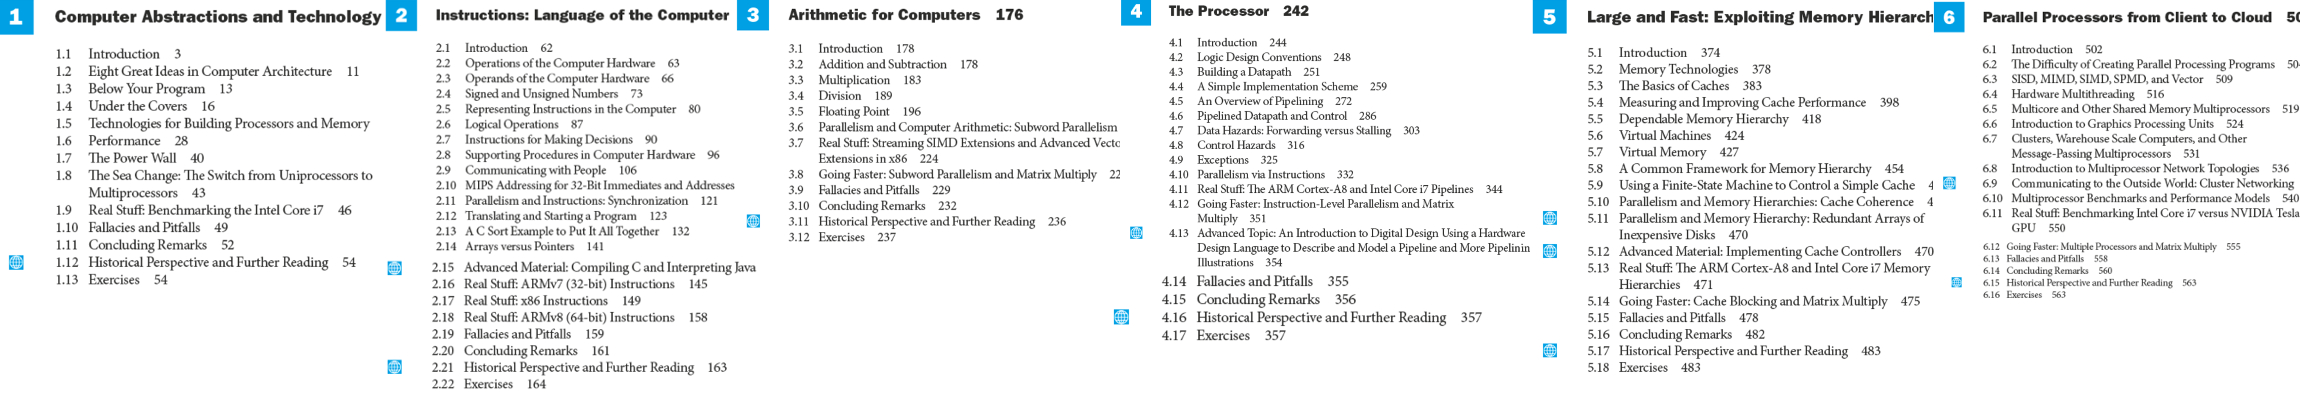 1 Computer Abstractions and Technology
1.1 Introduction 3
1.2 Eight Great Ideas in Computer Architecture 11
1.3 Below Your Program 13
1.4 Under the Covers 16
1.5 Technologies for Building Processors and Memory
1.6 Performance 28
1.7 The Power Wall 40
1.8 The Sea Change: The Switch from Uniprocessors to
Multiprocessors 43
1.9 Real Stuff: Benchmarking the Intel Core i7 46
1.10 Fallacies and Pitfalls 49
1.11 Concluding Remarks 52
1.12 Historical Perspective and Further Reading 54
1.13 Exercises 54
2 Instructions: Language of the Computer
2.1 Introduction 62
2.2 Operations of the Computer Hardware 63
2.3 Operands of the Computer Hardware 66
2.4 Signed and Unsigned Numbers 73
2.5 Representing Instructions in the Computer 80
2.6 Logical Operations 87
2.7 Instructions for Making Decisions 90
2.8 Supporting Procedures in Computer Hardware 96
2.9 Communicating with People 106
2.10 MIPS Addressing for 32-Bit Immediates and Addresses
2.11 Parallelism and Instructions: Synchronization 121
2.12 Translating and Starting a Program 123
2.13 A C Sort Example to Put It All Together 132
2.14 Arrays versus Pointers 141
2.15 Advanced Material: Compiling C and Interpreting Java
2.16 Real Stuff: ARMv7 (32-bit) Instructions 145
2.17 Real Stuff: x86 Instructions 149
2.18 Real Stuff: ARMv8 (64-bit) Instructions 158
2.19 Fallacies and Pitfalls 159
2.20 Concluding Remarks 161
2.21 Historical Perspective and Further Reading 163
2.22 Exercises 164
3 Arithmetic for Computers 176
3.1 Introduction 178
3.2 Addition and Subtraction 178
3.3 Multiplication 183
3.4 Division 189
3.5 Floating Point 196
3.6 Parallelism and Computer Arithmetic: Subword Parallelism
3.7 Real Stuff: Streaming SIMD Extensions and Advanced Vecto
Extensions in x86 224
3.8 Going Faster: Subword Parallelism and Matrix Multiply 22
3.9 Fallacies and Pitfalls 229
3.10 Concluding Remarks 232
3.11 Historical Perspective and Further Reading 236
3.12 Exercises 237
4 The Processor 242
4.1 Introduction 244
4.2 Logic Design Conventions 248
4.3 Building a Datapath 251
4.4 A Simple Implementation Scheme 259
4.5 An Overview of Pipelining 272
4.6 Pipelined Datapath and Control 286
4.7 Data Hazards: Forwarding versus Stalling 303
4.8 Control Hazards 316
4.9 Exceptions 325
4.10 Parallelism via Instructions 332
4.11 Real Stuff: The ARM Cortex-A8 and Intel Core i7 Pipelines 344
4.12 Going Faster: Instruction-Level Parallelism and Matrix
Multiply 351
4.13 Advanced Topic: An Introduction to Digital Design Using a Hardware
Design Language to Describe and Model a Pipeline and More Pipelinin
Illustrations 354
4.14 Fallacies and Pitfalls 355
4.15 Concluding Remarks 356
4.16 Historical Perspective and Further Reading 357
4.17 Exercises 357
5 Large and Fast: Exploiting Memory Hierarch
5.1 Introduction 374
5.2 Memory Technologies 378
5.3 The Basics of Caches 383
5.4 Measuring and Improving Cache Performance 398
5.5 Dependable Memory Hierarchy 418
5.6 Virtual Machines 424
5.7 Virtual Memory 427
5.8 A Common Framework for Memory Hierarchy 454
5.9 Using a Finite-State Machine to Control a Simple Cache 4
5.10 Parallelism and Memory Hierarchies: Cache Coherence 4
5.11 Parallelism and Memory Hierarchy: Redundant Arrays of
Inexpensive Disks 470
5.12 Advanced Material: Implementing Cache Controllers 470
5.13 Real Stuff: The ARM Cortex-A8 and Intel Core i7 Memory
Hierarchies 471
5.14 Going Faster: Cache Blocking and Matrix Multiply 475
5.15 Fallacies and Pitfalls 478
5.16 Concluding Remarks 482
5.17 Historical Perspective and Further Reading 483
5.18 Exercises 483
6 Parallel Processors from Client to Cloud 50
6.1 Introduction 502
6.2 The Difficulty of Creating Parallel Processing Programs 50
6.3 SISD, MIMD, SIMD, SPMD, and Vector 509
6.4 Hardware Multithreading 516
6.5 Multicore and Other Shared Memory Multiprocessors 519
6.6 Introduction to Graphics Processing Units 524
6.7 Clusters, Warehouse Scale Computers, and Other
Message-Passing Multiprocessors 531
6.8 Introduction to Multiprocessor Network Topologies 536
6.9 Communicating to the Outside World: Cluster Networking
6.10 Multiprocessor Benchmarks and Performance Models 540
6.11 Real Stuff: Benchmarking Intel Core i7 versus NVIDIA Tesla
GPU 550
6.12 Going Faster: Multiple Processors and Matrix Multiply 555
6.13 Fallacies and Pitfalls 558
6.14 Concluding Remarks 560
6.15 Historical Perspective and Further Reading 563
6.16 Exercises 563